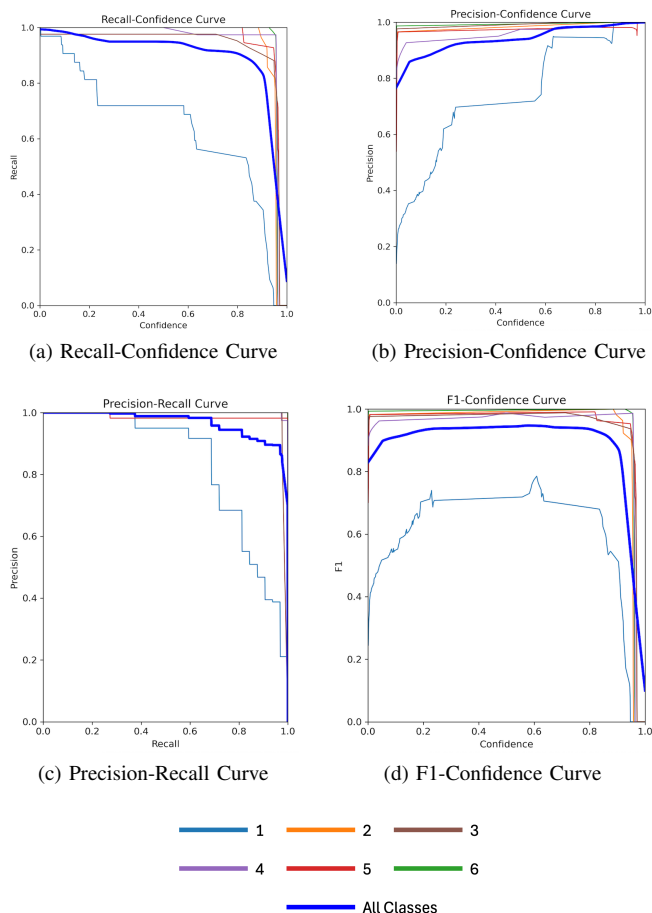 Recall-Confidence Curve
1.0
0.8
0.6
0.4
0.2
0.0
Recall
0.0 0.2 0.4 0.6 0.8 1.0
Confidence
(a) Recall-Confidence Curve
Precision-Confidence Curve
1.0
0.8
0.6
0.4
0.2
0.0
Precision
0.0 0.2 0.4 0.6 0.8 1.0
Confidence
(b) Precision-Confidence Curve
Precision-Recall Curve
1.0
0.8
0.6
0.4
0.2
0.0
Precision
0.0 0.2 0.4 0.6 0.8 1.0
Recall
(c) Precision-Recall Curve
F1-Confidence Curve
1.0
0.8
0.6
0.4
0.2
0.0
F1
0.0 0.2 0.4 0.6 0.8 1.0
Confidence
(d) F1-Confidence Curve
1 2 3
4 5 6
All Classes